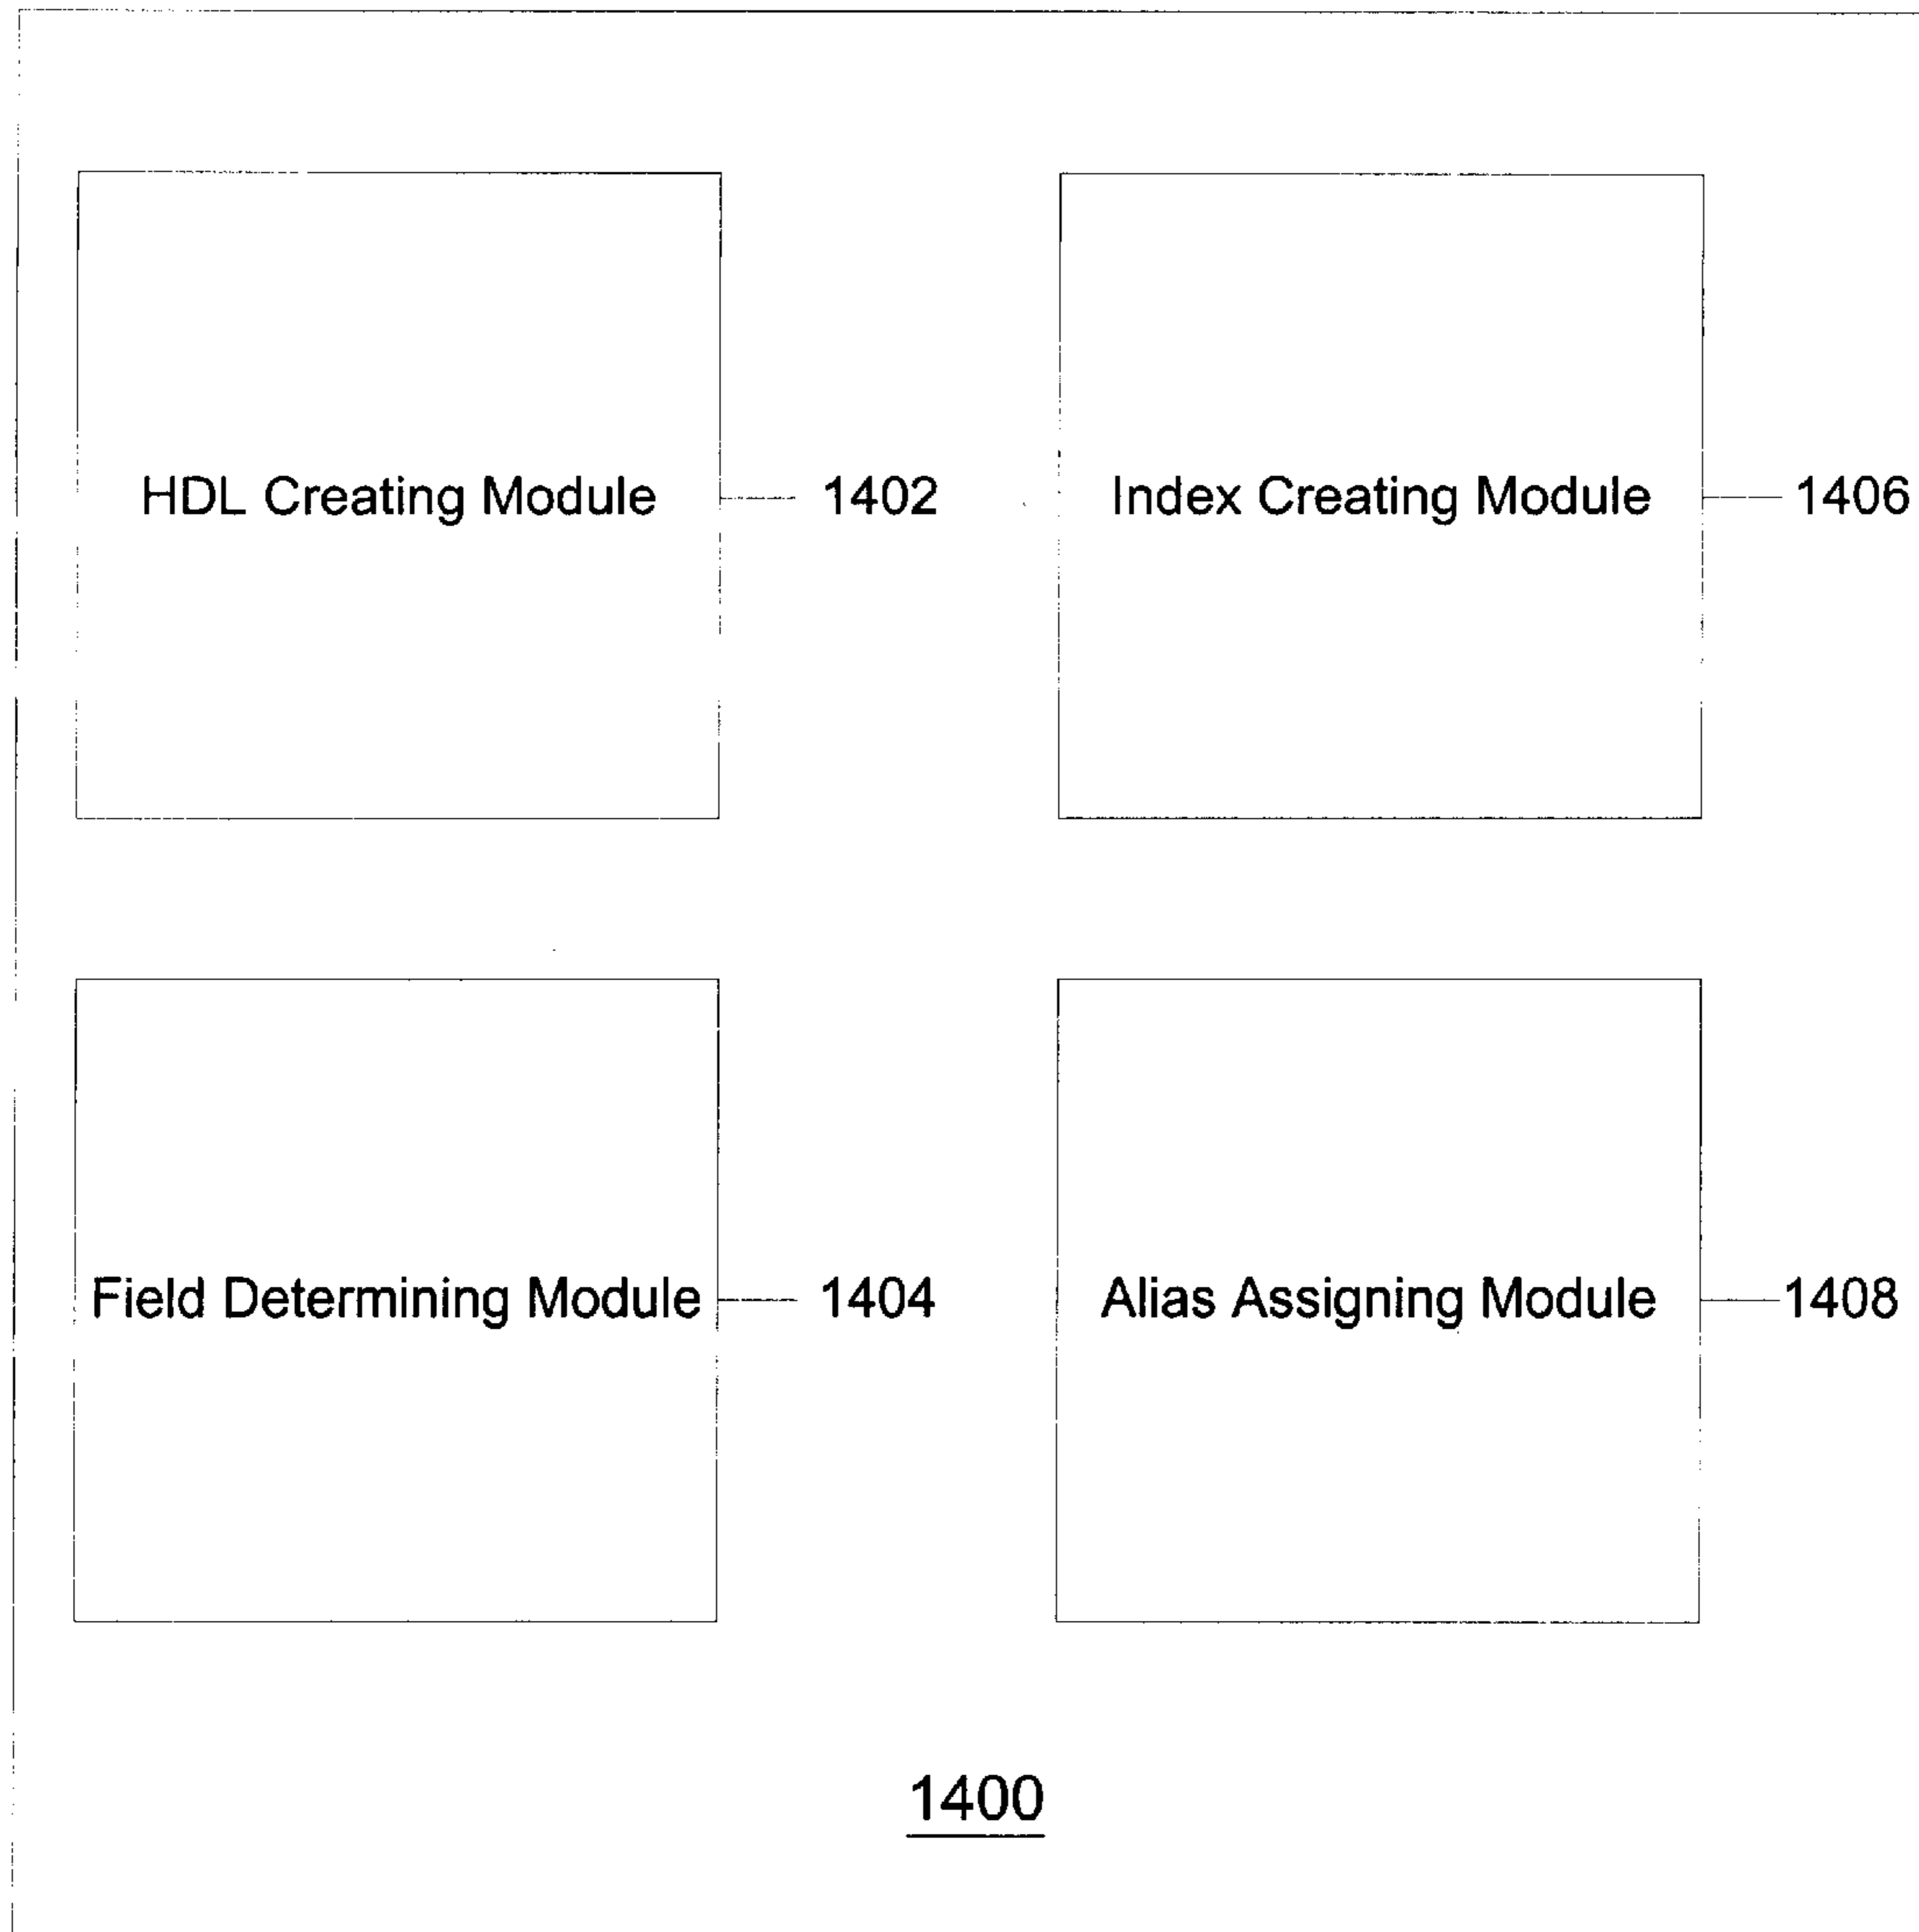 HDL Creating Module
1402
Index Creating Module
1406
Field Determining Module
1404
Alias Assigning Module
1408
1400